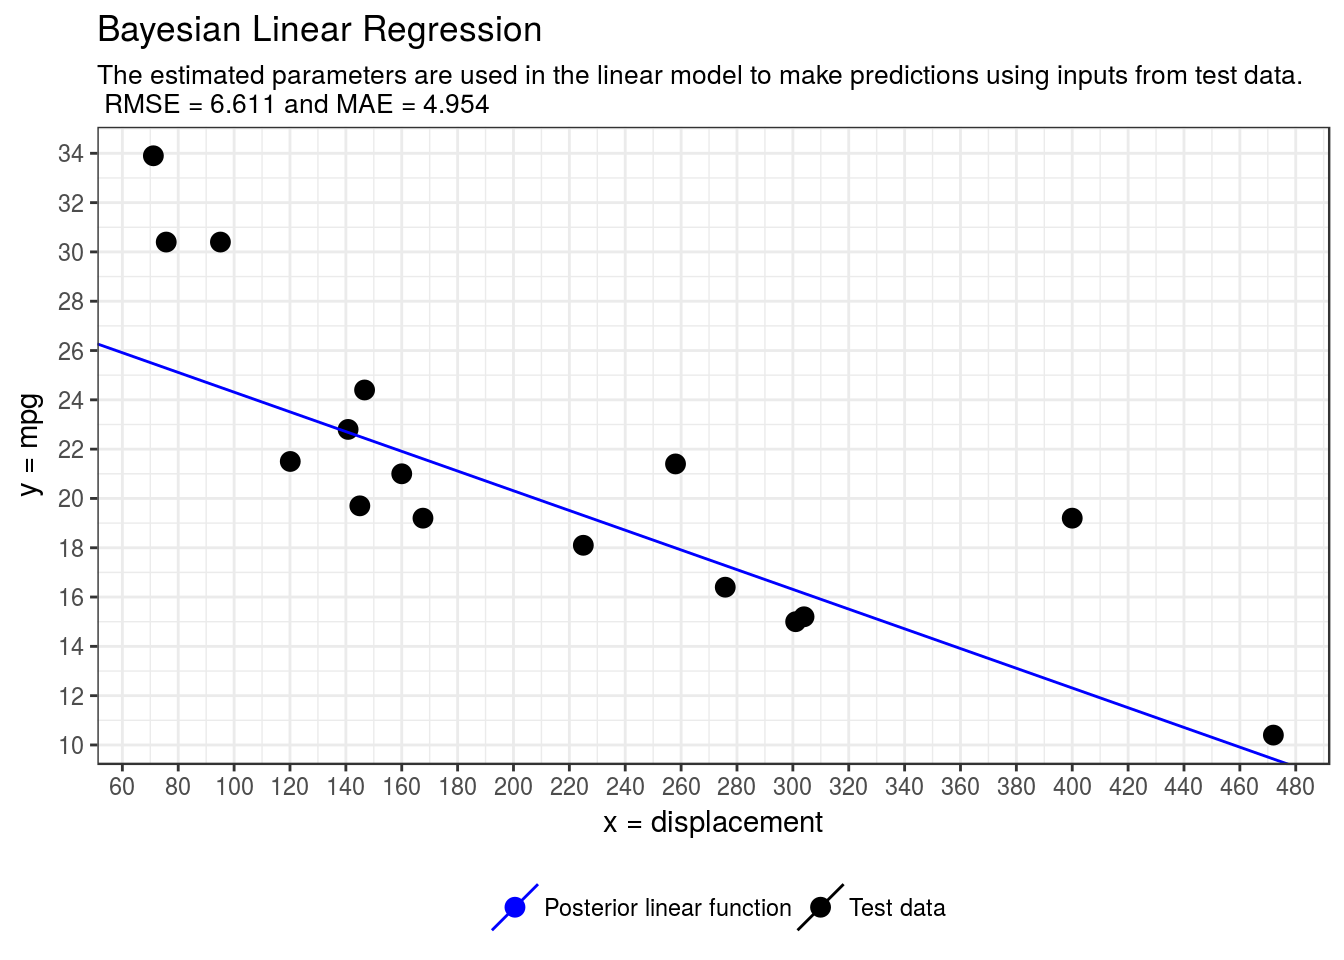 Bayesian Linear Regression
The estimated parameters are used in the linear model to make predictions using inputs from test data.
RMSE = 6.611 and MAE = 4.954
34
32
30
28
26
24
22
20
18
16
14
12
10
y = mpg
60 80 100 120 140 160 180 200 220 240 260 280 300 320 340 360 380 400 420 440 460 480
x = displacement
Posterior linear function Test data